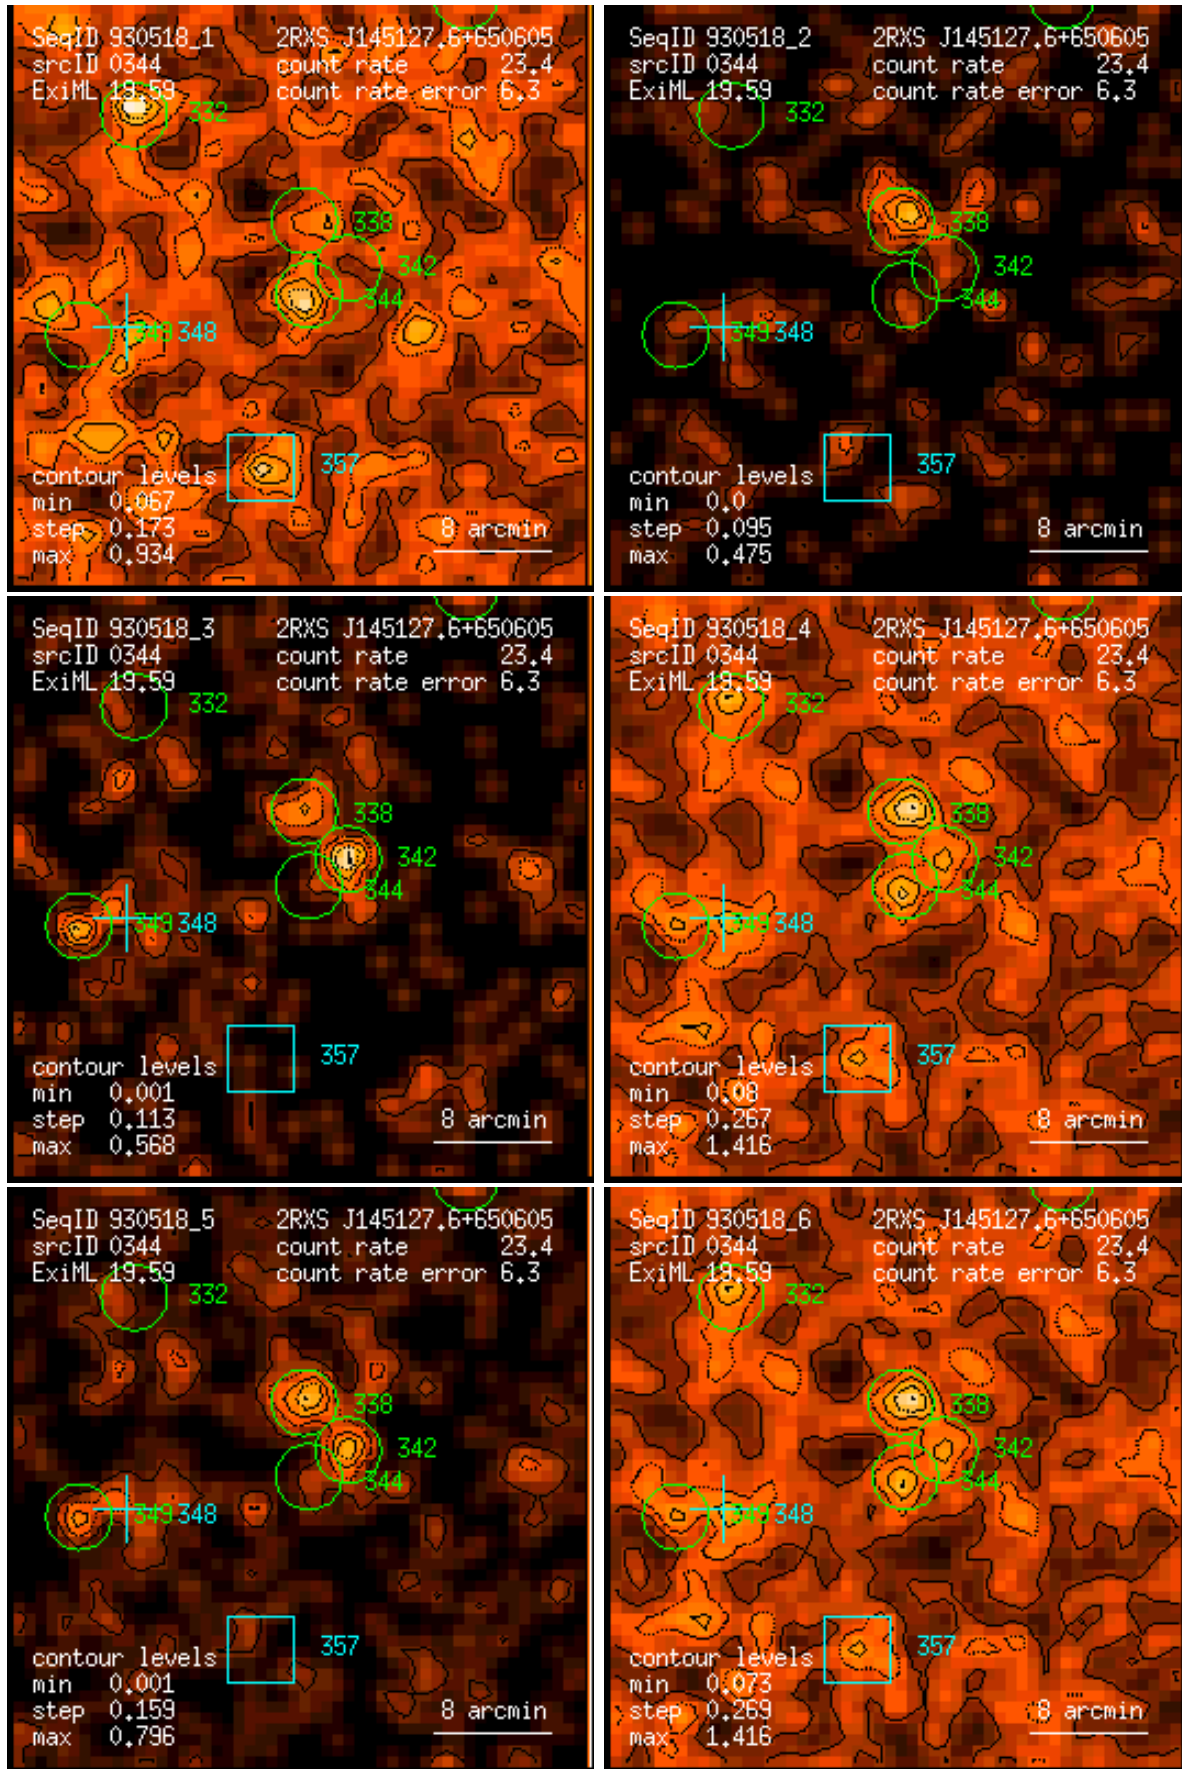 SeqID 930518_1 2RXS J145127.6+650605
srcID 0344 count rate 23.4
ExiML 19.59 count rate error 6.3
332
338
342
344
349 348
357
contour levels
min 0.067
step 0.173
max 0.934
8 arcmin
SeqID 930518_2 2RXS J145127.6+650605
srcID 0344 count rate 23.4
ExiML 19.59 count rate error 6.3
332
338
342
344
349 348
357
contour levels
min 0.0
step 0.095
max 0.475
8 arcmin
SeqID 930518_3 2RXS J145127.6+650605
srcID 0344 count rate 23.4
ExiML 19.59 count rate error 6.3
332
338
342
344
349 348
357
contour levels
min 0.001
step 0.113
max 0.568
8 arcmin
SeqID 930518_4 2RXS J145127.6+650605
srcID 0344 count rate 23.4
ExiML 19.59 count rate error 6.3
332
338
342
344
349 348
357
contour levels
min 0.08
step 0.267
max 1.416
8 arcmin
SeqID 930518_5 2RXS J145127.6+650605
srcID 0344 count rate 23.4
ExiML 19.59 count rate error 6.3
332
338
342
344
349 348
357
contour levels
min 0.001
step 0.159
max 0.796
8 arcmin
SeqID 930518_6 2RXS J145127.6+650605
srcID 0344 count rate 23.4
ExiML 19.59 count rate error 6.3
332
338
342
344
349 348
357
contour levels
min 0.073
step 0.269
max 1.416
8 arcmin